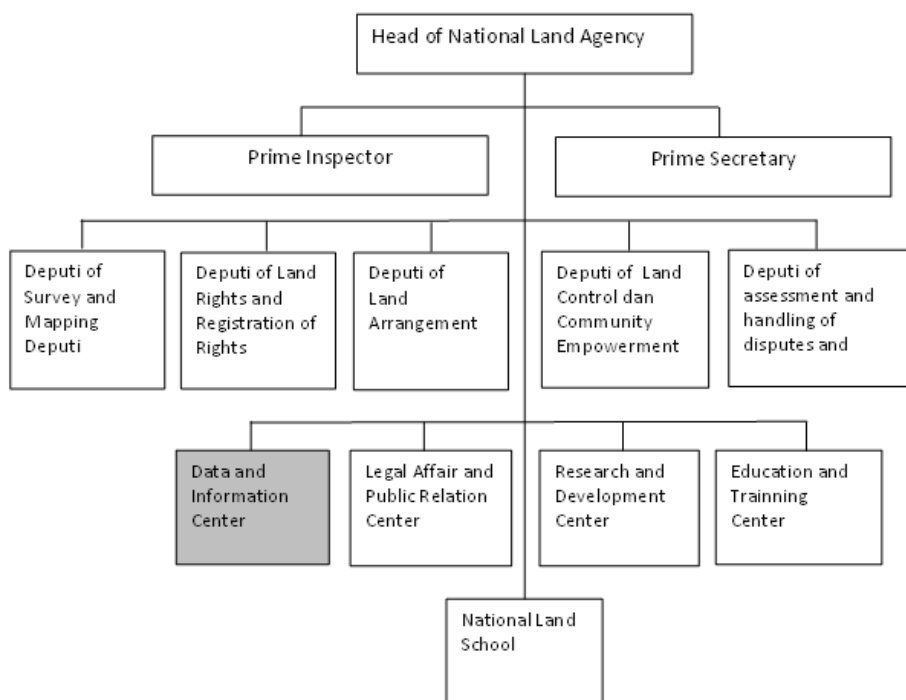 Head of National Land Agency
Prime Inspector
Prime Secretary
Deputi of
Survey and
Mapping
Deputi
Deputi of Land
Rights and
Registration of
Rights
Deputi of
Land
Arrangement
Deputi of Land
Control dan
Community
Empowerment
Deputi of
assessment and
handling of
disputes and
Data and
Information
Center
Legal Affair and
Public Relation
Center
Research and
Development
Center
Education and
Trainning
Center
National Land
School